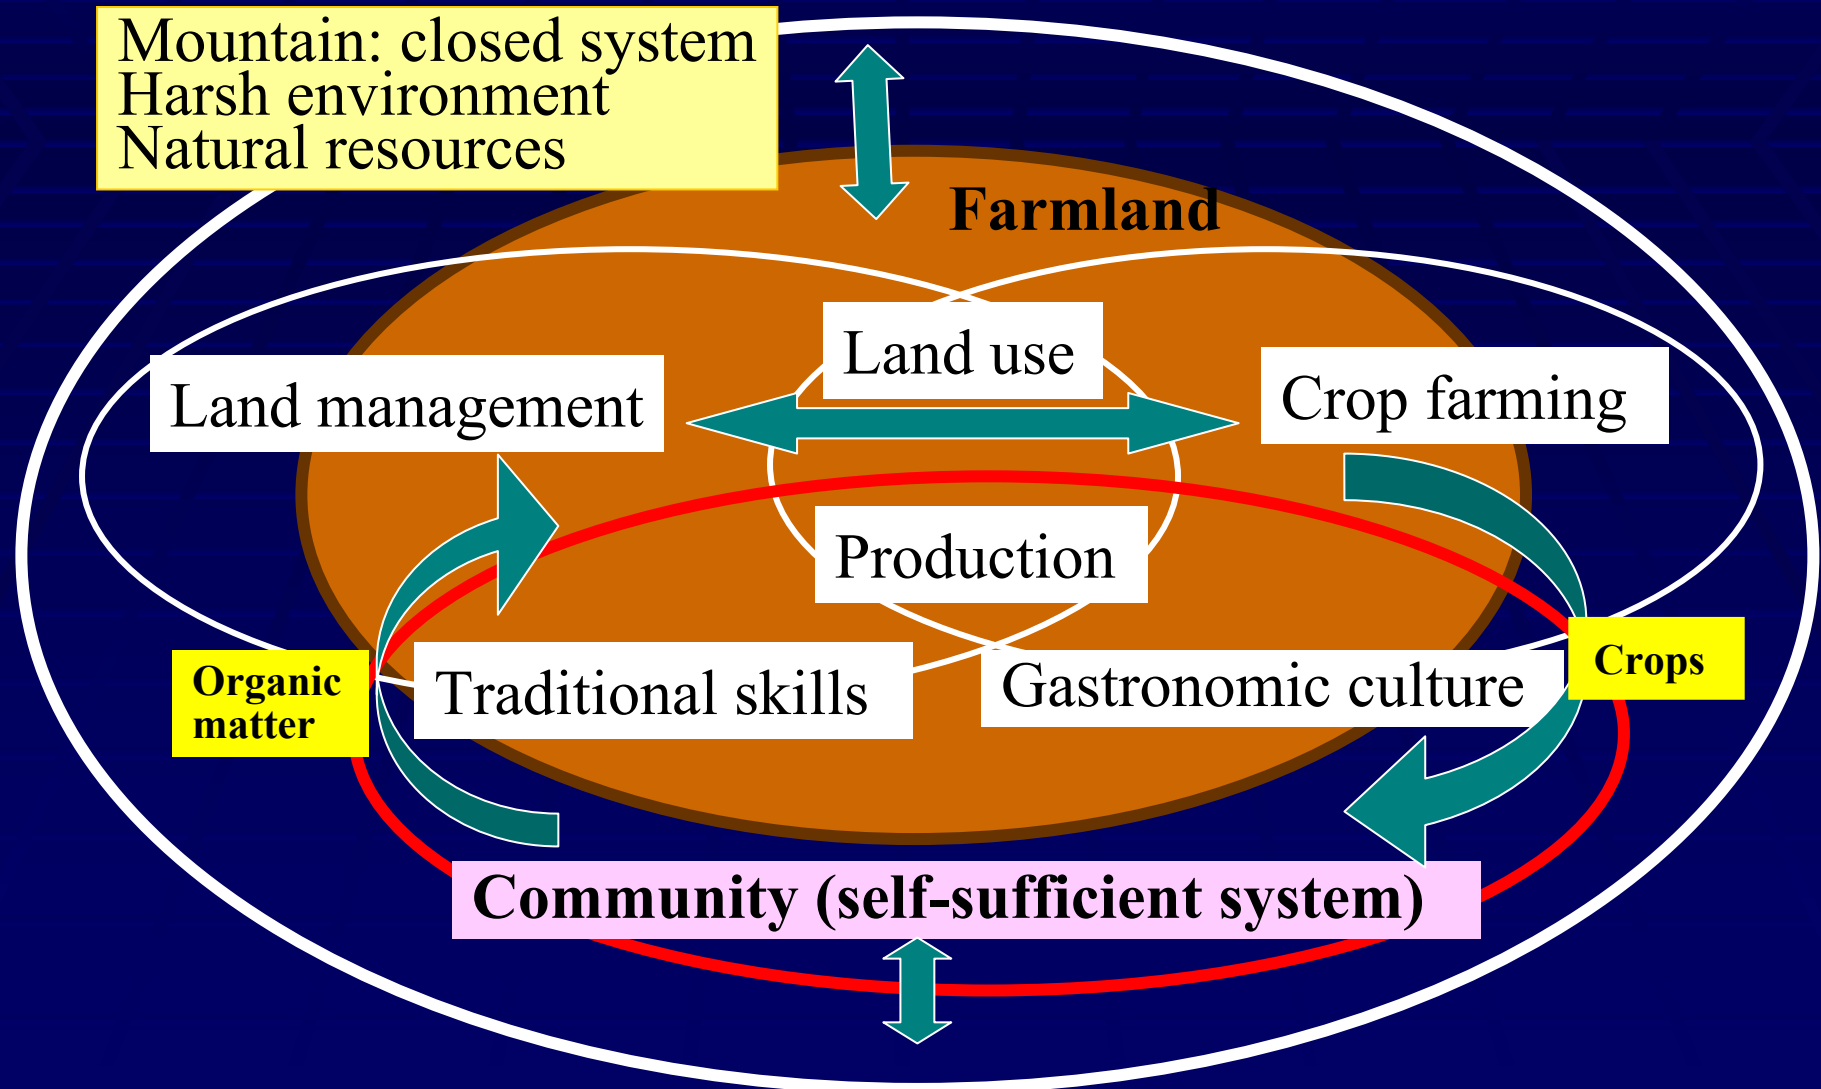 Mountain: closed system
Harsh environment
Natural resources
Farmland
Land use
Land management
Crop farming
Production
Traditional skills
Gastronomic culture
Organic
matter
Crops
Community (self-sufficient system)